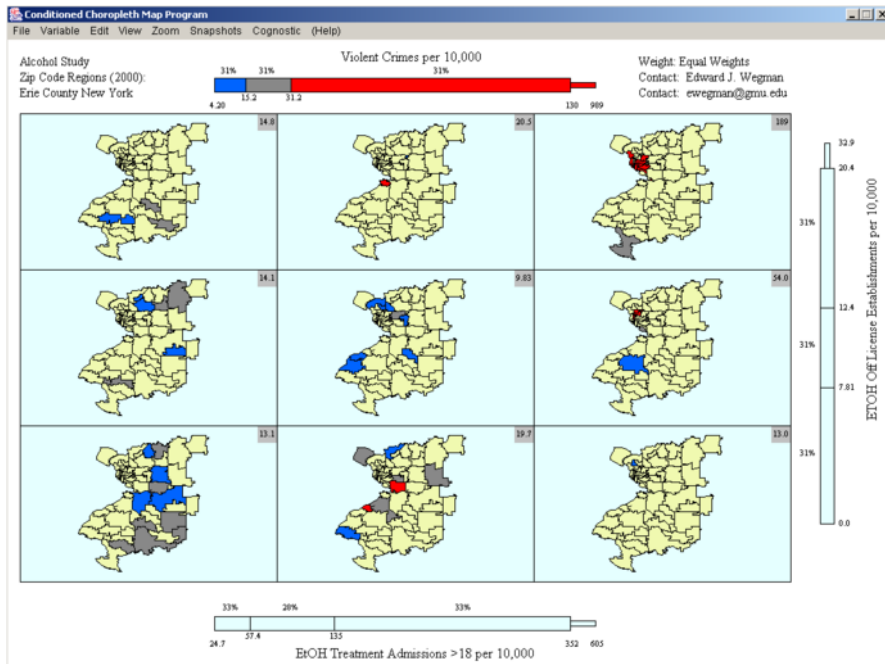 Conditioned Choropleth Map Program
File Variable Edit View Zoom Snapshots Cognostic (Help)
Alcohol Study
Zip Code Regions (2000):
Erie County New York
Violent Crimes per 10,000
31% 31% 31%
4.20 15.2 31.2 130 989
Weight: Equal Weights
Contact: Edward J. Wegman
Contact: ewegman@gmu.edu
14.8 20.5 189
14.1 9.83 54.0
13.1 19.7 13.0
32.9
20.4
31%
12.4
31%
7.81
31%
0.0
ETOH Off License Establishments per 10,000
33% 28% 33%
24.7 57.4 135 352 605
EtOH Treatment Admissions >18 per 10,000